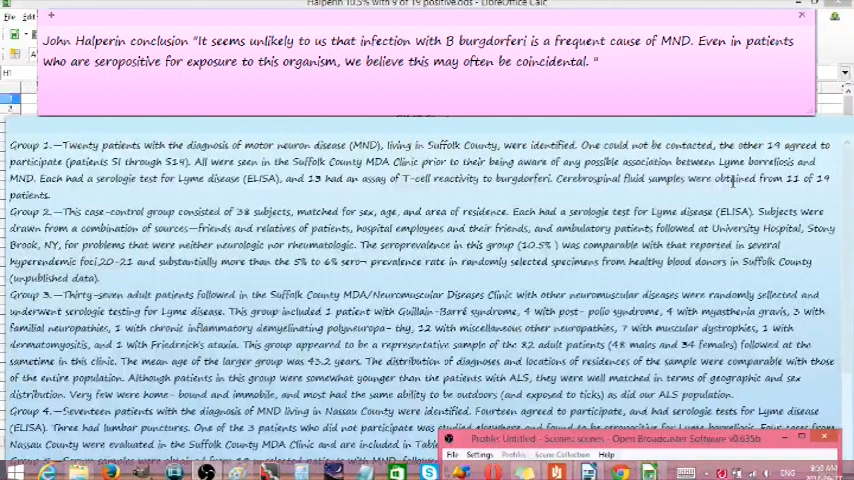 Halperin 10.5% with 9 of 19 positive.ods - LibreOffice Calc
John Halperin conclusion "It seems unlikely to us that infection with B burgdorferi is a frequent cause of MND. Even in patients
who are seropositive for exposure to this organism, we believe this may often be coincidental. "
Group 1.—Twenty patients with the diagnosis of motor neuron disease (MND), living in Suffolk County, were identified. One could not be contacted, the other 19 agreed to
participate (patients S1 through S19). All were seen in the Suffolk County MDA Clinic prior to their being aware of any possible association between Lyme borreliosis and
MND. Each had a serologie test for Lyme disease (ELISA), and 13 had an assay of T-cell reactivity to burgdorferi. Cerebrospinal fluid samples were obtained from 11 of 19
patients.
Group 2.—This case-control group consisted of 38 subjects, matched for sex, age, and area of residence. Each had a serologie test for Lyme disease (ELISA). Subjects were
drawn from a combination of sources—friends and relatives of patients, hospital employees and their friends, and ambulatory patients followed at University Hospital, Stony
Brook, NY, for problems that were neither neurologic nor rheumatologic. The seroprevalence in this group (10.5% ) was comparable with that reported in several
hyperendemic foci,20-21 and substantially more than the 5% to 6% sero- prevalence rate in randomly selected specimens from healthy blood donors in Suffolk County
(unpublished data).
Group 3.—Thirty-seven adult patients followed in the Suffolk County MDA/Neuromuscular Diseases Clinic with other neuromuscular diseases were randomly selected and
underwent serologie testing for Lyme disease. This group included 1 patient with Guillain-Barré syndrome, 4 with post- polio syndrome, 4 with myasthenia gravis, 3 with
familial neuropathies, 1 with chronic inflammatory demyelinating polyneuropa- thy, 12 with miscellaneous other neuropathies, 7 with muscular dystrophies, 1 with
dermatomyositis, and 1 with Friedreich's ataxia. This group appeared to be a representative sample of the 82 adult patients (48 males and 34 females) followed at the
sametime in this clinic. The mean age of the larger group was 43.2 years. The distribution of diagnoses and locations of residences of the sample were comparable with those
of the entire population. Although patients in this group were somewhat younger than the patients with ALS, they were well matched in terms of geographic and sex
distribution. Very few were home- bound and immobile, and most had the same ability to be outdoors (and exposed to ticks) as did our ALS population.
Group 4.—Seventeen patients with the diagnosis of MND living in Nassau County were identified. Fourteen agreed to participate, and had serologie tests for Lyme disease
(ELISA). Three had lumbar punctures. One of the 3 patients who did not participate was
Nassau County were evaluated in the Suffolk County MDA Clinic and are included in Tab
Profile: Untitled - Scenes: scenes - Open Broadcaster Software v0.635b
File Settings Profile Scene Collection Help
ENG
9:50 AM